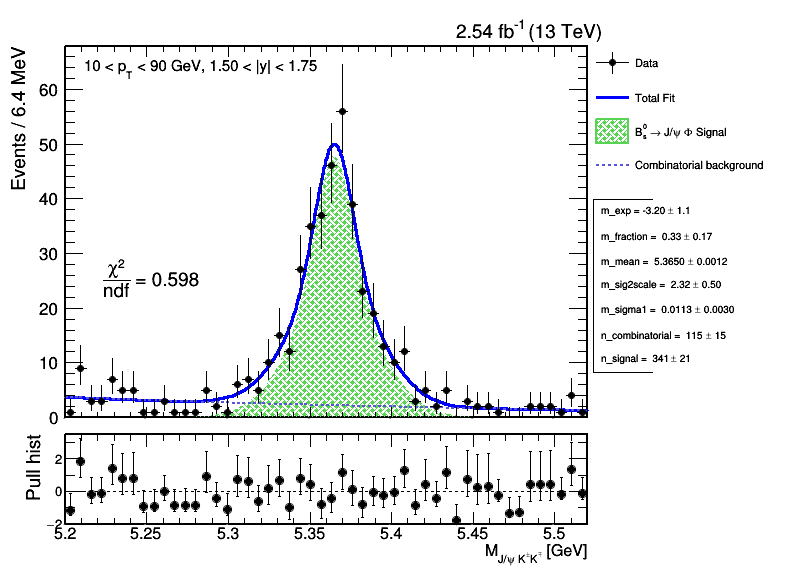 2.54 fb⁻¹ (13 TeV)
10 < p_T < 90 GeV, 1.50 < |y| < 1.75
Events / 6.4 MeV
60
50
40
30
20
10
0
χ²/ndf = 0.598
Data
Total Fit
B⁰ₛ → J/ψ Φ Signal
Combinatorial background
m_exp = -3.20 ± 1.1
m_fraction = 0.33 ± 0.17
m_mean = 5.3650 ± 0.0012
m_sig2scale = 2.32 ± 0.50
m_sigma1 = 0.0113 ± 0.0030
n_combinatorial = 115 ± 15
n_signal = 341 ± 21
Pull hist
2
0
−2
5.2 5.25 5.3 5.35 5.4 5.45 5.5
M_{J/ψ K^± K^∓} [GeV]